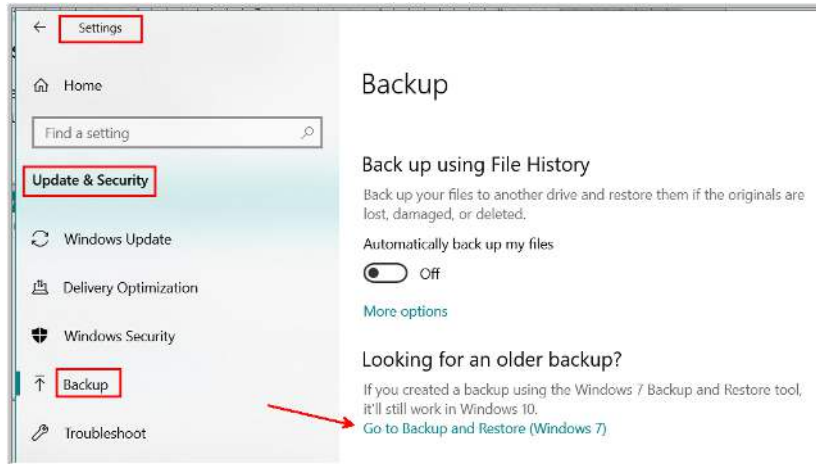 Settings
Home
Find a setting
Update & Security
Windows Update
Delivery Optimization
Windows Security
Backup
Troubleshoot
Backup
Back up using File History
Back up your files to another drive and restore them if the originals are
lost, damaged, or deleted.
Automatically back up my files
Off
More options
Looking for an older backup?
If you created a backup using the Windows 7 Backup and Restore tool,
it'll still work in Windows 10.
Go to Backup and Restore (Windows 7)